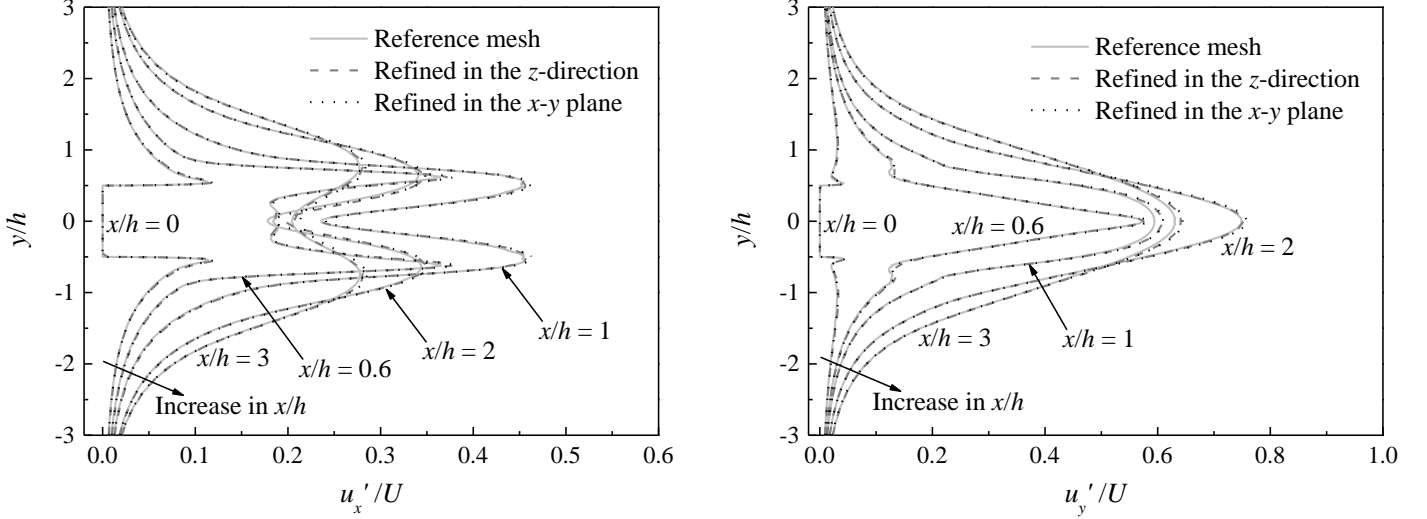 3
2
1
0
-1
-2
-3
y/h
Reference mesh
Refined in the z-direction
Refined in the x-y plane
x/h = 0
x/h = 1
x/h = 2
x/h = 3
x/h = 0.6
Increase in x/h
0.0 0.1 0.2 0.3 0.4 0.5 0.6
u_x'/U
3
2
1
0
-1
-2
-3
y/h
Reference mesh
Refined in the z-direction
Refined in the x-y plane
x/h = 0
x/h = 0.6
x/h = 2
x/h = 3
x/h = 1
Increase in x/h
0.0 0.2 0.4 0.6 0.8 1.0
u_y'/U